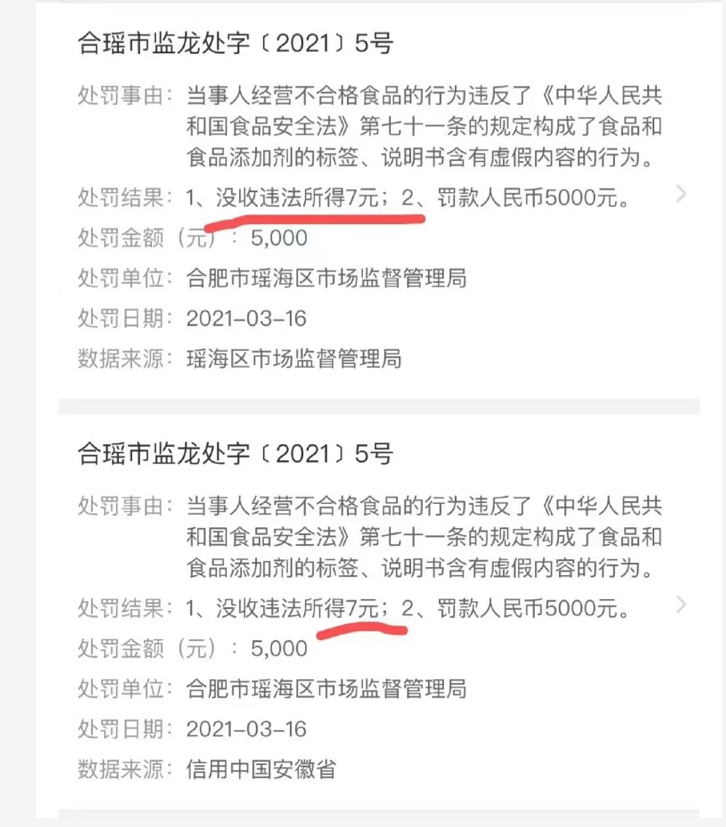 合瑶市监龙处字〔2021〕5号
处罚事由：当事人经营不合格食品的行为违反了《中华人民共
和国食品安全法》第七十一条的规定构成了食品和
食品添加剂的标签、说明书含有虚假内容的行为。
处罚结果：1、没收违法所得7元；2、罚款人民币5000元。
处罚金额（元）：5,000
处罚单位：合肥市瑶海区市场监督管理局
处罚日期：2021-03-16
数据来源：瑶海区市场监督管理局
合瑶市监龙处字〔2021〕5号
处罚事由：当事人经营不合格食品的行为违反了《中华人民共
和国食品安全法》第七十一条的规定构成了食品和
食品添加剂的标签、说明书含有虚假内容的行为。
处罚结果：1、没收违法所得7元；2、罚款人民币5000元。
处罚金额（元）：5,000
处罚单位：合肥市瑶海区市场监督管理局
处罚日期：2021-03-16
数据来源：信用中国安徽省